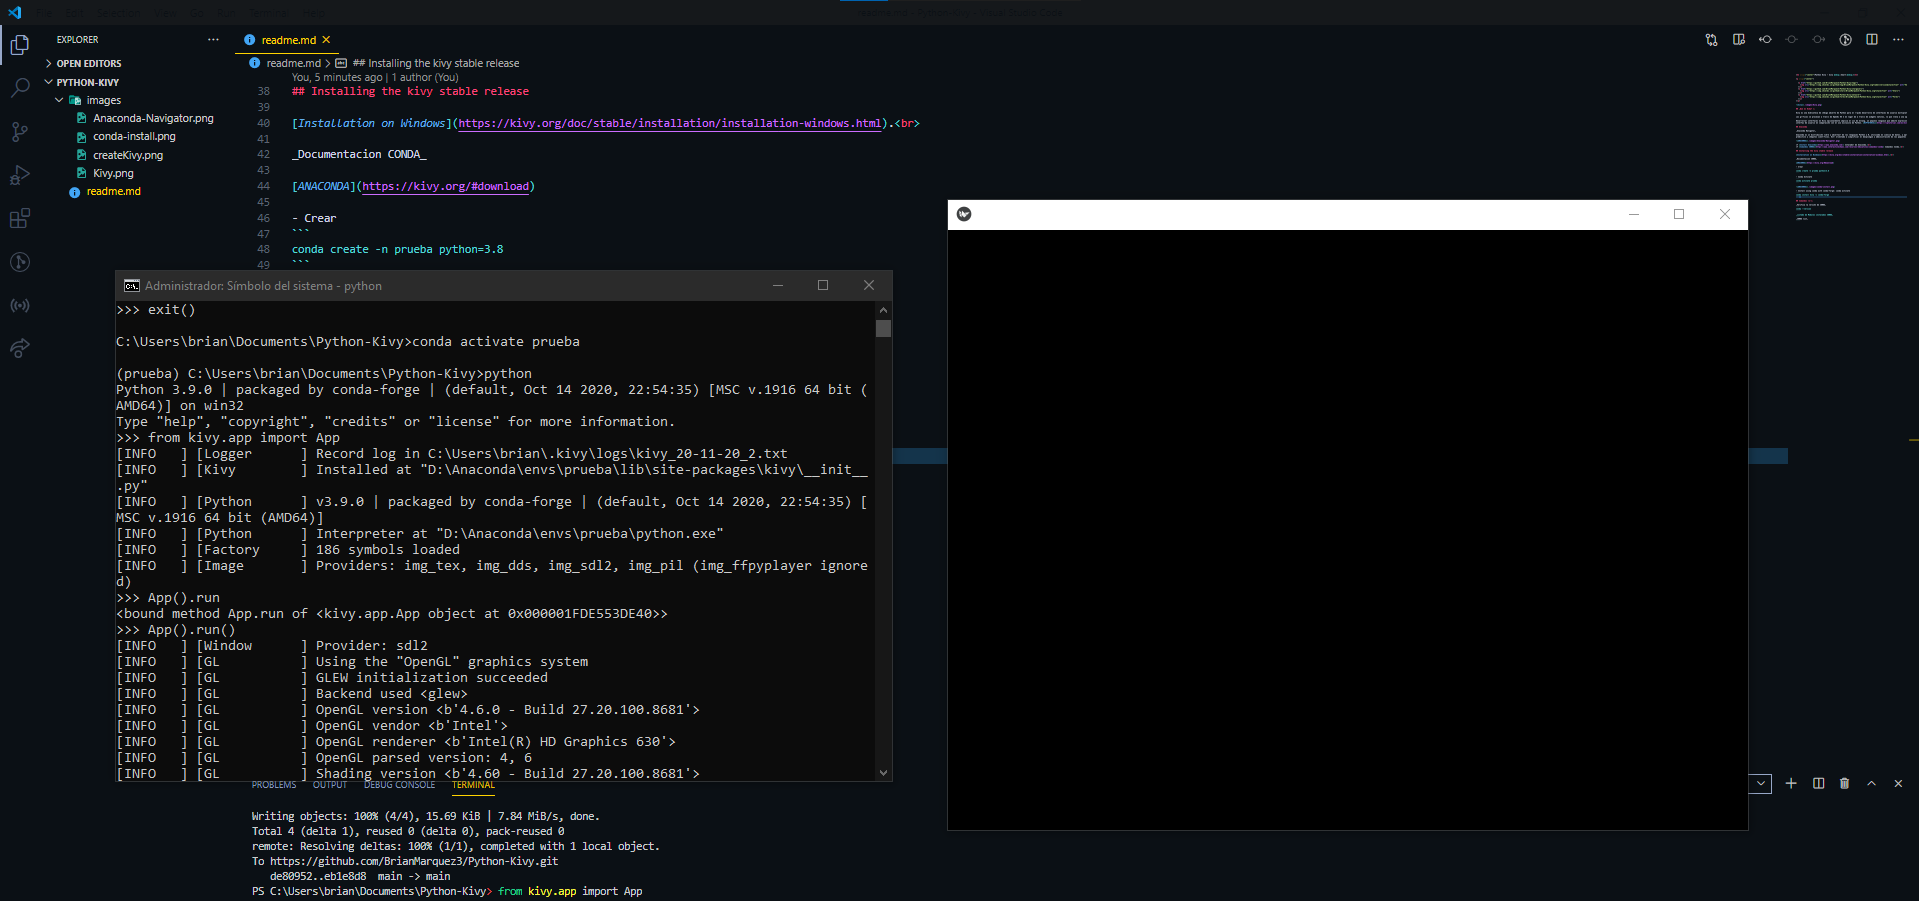 EXPLORER
OPEN EDITORS
PYTHON-KIVY
images
Anaconda-Navigator.png
conda-install.png
createKivy.png
Kivy.png
readme.md
readme.md
readme.md > ## Installing the kivy stable release
You, 5 minutes ago | 1 author (You)
38 ## Installing the kivy stable release
39
40 [Installation on Windows](https://kivy.org/doc/stable/installation/installation-windows.html).<br>
41
42 _Documentacion CONDA_
43
44 [ANACONDA](https://kivy.org/#download)
45
46 - Crear
47 ```
48 conda create -n prueba python=3.8
49 ```
Administrador: Símbolo del sistema - python
>>> exit()
C:\Users\brian\Documents\Python-Kivy>conda activate prueba
(prueba) C:\Users\brian\Documents\Python-Kivy>python
Python 3.9.0 | packaged by conda-forge | (default, Oct 14 2020, 22:54:35) [MSC v.1916 64 bit (
AMD64)] on win32
Type "help", "copyright", "credits" or "license" for more information.
>>> from kivy.app import App
[INFO   ] [Logger      ] Record log in C:\Users\brian\.kivy\logs\kivy_20-11-20_2.txt
[INFO   ] [Kivy        ] Installed at "D:\Anaconda\envs\prueba\lib\site-packages\kivy\__init__
.py"
[INFO   ] [Python      ] v3.9.0 | packaged by conda-forge | (default, Oct 14 2020, 22:54:35) [
MSC v.1916 64 bit (AMD64)]
[INFO   ] [Python      ] Interpreter at "D:\Anaconda\envs\prueba\python.exe"
[INFO   ] [Factory     ] 186 symbols loaded
[INFO   ] [Image       ] Providers: img_tex, img_dds, img_sdl2, img_pil (img_ffpyplayer ignore
d)
>>> App().run
<bound method App.run of <kivy.app.App object at 0x000001FDE553DE40>>
>>> App().run()
[INFO   ] [Window      ] Provider: sdl2
[INFO   ] [GL          ] Using the "OpenGL" graphics system
[INFO   ] [GL          ] GLEW initialization succeeded
[INFO   ] [GL          ] Backend used <glew>
[INFO   ] [GL          ] OpenGL version <b'4.6.0 - Build 27.20.100.8681'>
[INFO   ] [GL          ] OpenGL vendor <b'Intel'>
[INFO   ] [GL          ] OpenGL renderer <b'Intel(R) HD Graphics 630'>
[INFO   ] [GL          ] OpenGL parsed version: 4, 6
[INFO   ] [GL          ] Shading version <b'4.60 - Build 27.20.100.8681'>
PROBLEMS OUTPUT DEBUG CONSOLE TERMINAL
Writing objects: 100% (4/4), 15.69 KiB | 7.84 MiB/s, done.
Total 4 (delta 1), reused 0 (delta 0), pack-reused 0
remote: Resolving deltas: 100% (1/1), completed with 1 local object.
To https://github.com/BrianMarquez3/Python-Kivy.git
de80952..eb1e8d8  main -> main
PS C:\Users\brian\Documents\Python-Kivy> from kivy.app import App